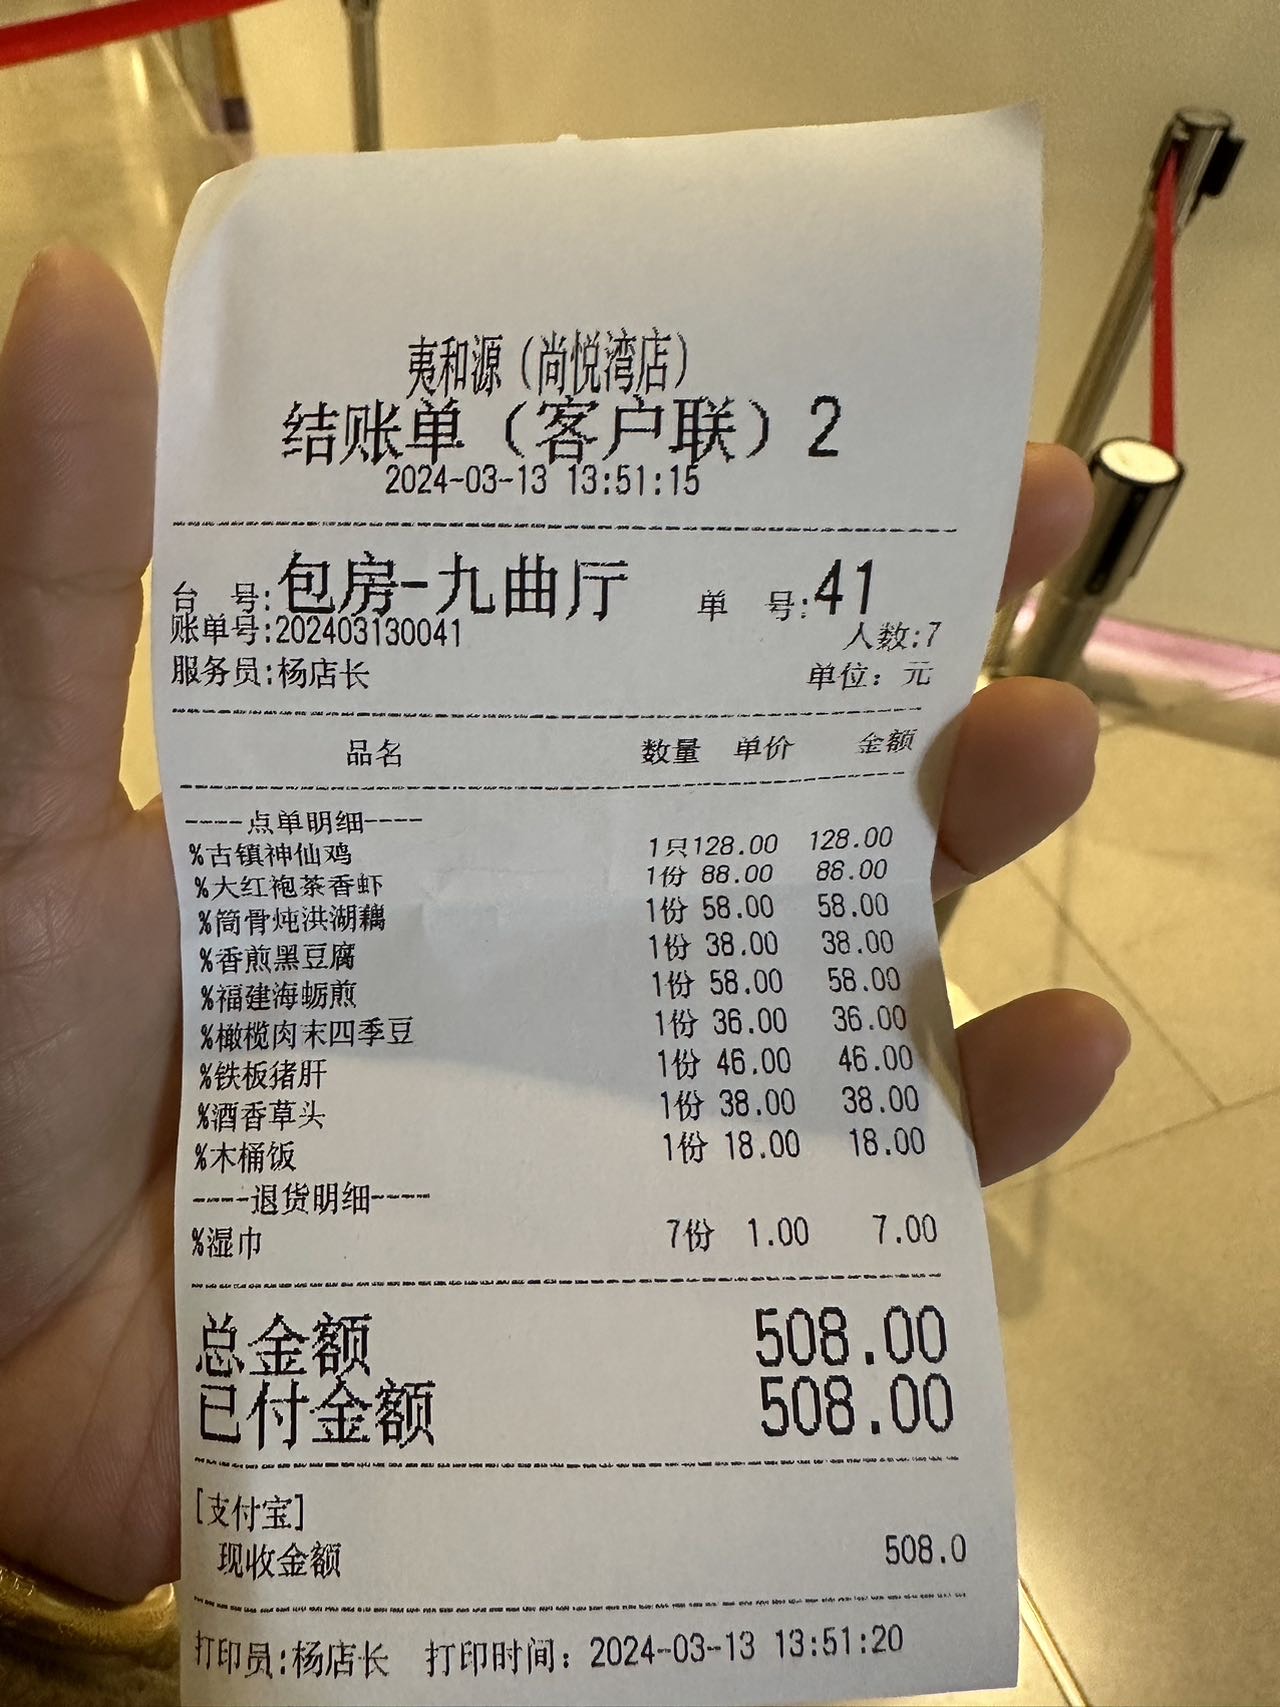 夷和源（尚悦湾店）
结账单（客户联）2
2024-03-13 13:51:15
台 号:包房-九曲厅 单 号:41
账单号:202403130041 人数:7
服务员:杨店长 单位：元
品名 数量 单价 金额
----点单明细----
%古镇神仙鸡 1只128.00 128.00
%大红袍茶香虾 1份 88.00 88.00
%筒骨炖洪湖藕 1份 58.00 58.00
%香煎黑豆腐 1份 38.00 38.00
%福建海蛎煎 1份 58.00 58.00
%橄榄肉末四季豆 1份 36.00 36.00
%铁板猪肝 1份 46.00 46.00
%酒香草头 1份 38.00 38.00
%木桶饭 1份 18.00 18.00
----退货明细----
%湿巾 7份 1.00 7.00
总金额 508.00
已付金额 508.00
[支付宝]
现收金额 508.0
打印员:杨店长 打印时间：2024-03-13 13:51:20